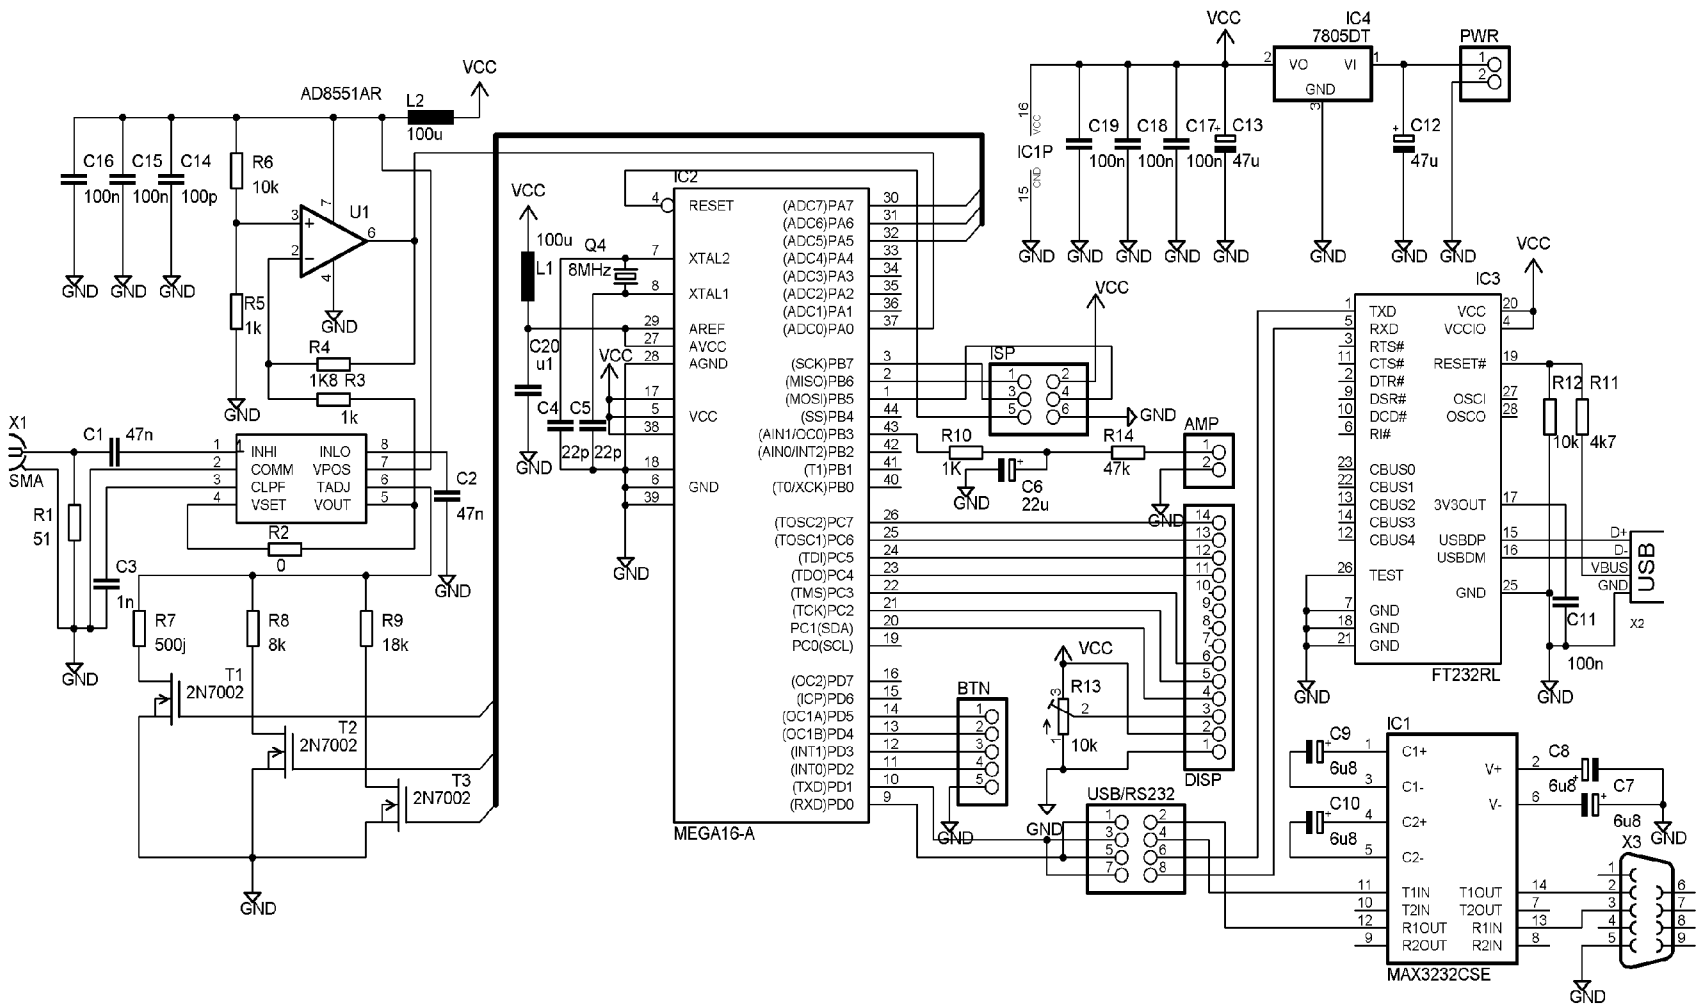 AD8551AR
L2
100u
VCC
C16
100n
C15
100n
C14
100p
R6
10k
U1
3
2
7
4
6
+
−
GND
GND
GND
GND
R5
1k
GND
R4
1K8
R3
1k
X1
SMA
C1
47n
1
1
2
3
4
INHI
COMM
CLPF
VSET
INLO
VPOS
TADJ
VOUT
8
7
6
5
C2
47n
GND
R1
51
R2
0
C3
1n
GND
R7
500j
R8
8k
R9
18k
T1
2N7002
T2
2N7002
T3
2N7002
GND
VCC
100u
L1
C20
u1
GND
VCC
Q4
8MHz
C4
22p
C5
22p
GND
IC2
MEGA16-A
4
RESET
7
XTAL2
8
XTAL1
29
AREF
27
AVCC
28
AGND
17
5
VCC
38
18
6
GND
39
(ADC7)PA7
30
(ADC6)PA6
31
(ADC5)PA5
32
(ADC4)PA4
33
(ADC3)PA3
34
(ADC2)PA2
35
(ADC1)PA1
36
(ADC0)PA0
37
(SCK)PB7
3
(MISO)PB6
2
(MOSI)PB5
1
(SS)PB4
44
(AIN1/OC0)PB3
43
(AIN0/INT2)PB2
42
(T1)PB1
41
(T0/XCK)PB0
40
(TOSC2)PC7
26
(TOSC1)PC6
25
(TDI)PC5
24
(TDO)PC4
23
(TMS)PC3
22
(TCK)PC2
21
PC1(SDA)
20
PC0(SCL)
19
(OC2)PD7
16
(ICP)PD6
15
(OC1A)PD5
14
(OC1B)PD4
13
(INT1)PD3
12
(INT0)PD2
11
(TXD)PD1
10
(RXD)PD0
9
ISP
1
2
3
4
5
6
VCC
GND
R10
1K
C6
+
22u
GND
R14
47k
AMP
1
2
GND
DISP
14
13
12
11
10
9
8
7
6
5
4
3
2
1
VCC
R13
10k
3
2
1
GND
BTN
1
2
3
4
5
GND
USB/RS232
1
2
3
4
5
6
7
8
VCC
IC4
7805DT
2
VO
VI
1
GND
3
PWR
1
2
16
VCC
IC1P
15
GND
C19
100n
C18
100n
C17
100n
C13
+
47u
C12
+
47u
GND
GND
GND
GND
GND
GND
GND
GND
VCC
IC3
FT232RL
1
TXD
5
RXD
3
RTS#
11
CTS#
2
DTR#
9
DSR#
10
DCD#
6
RI#
23
CBUS0
22
CBUS1
13
CBUS2
14
CBUS3
12
CBUS4
26
TEST
7
GND
18
GND
21
GND
VCC
20
VCCIO
4
RESET#
19
OSCI
27
OSCO
28
3V3OUT
17
USBDP
15
USBDM
16
GND
25
GND
R12
10k
R11
4k7
C11
100n
GND
D+
D-
VBUS
GND
USB
X2
IC1
MAX3232CSE
1
C1+
3
C1-
4
C2+
5
C2-
11
T1IN
10
T2IN
12
R1OUT
9
R2OUT
V+
2
V-
6
T1OUT
14
T2OUT
7
R1IN
13
R2IN
8
C9
+
6u8
C10
+
6u8
C8
6u8
+
C7
+
6u8
GND
X3
1
2
3
4
5
6
7
8
9
GND